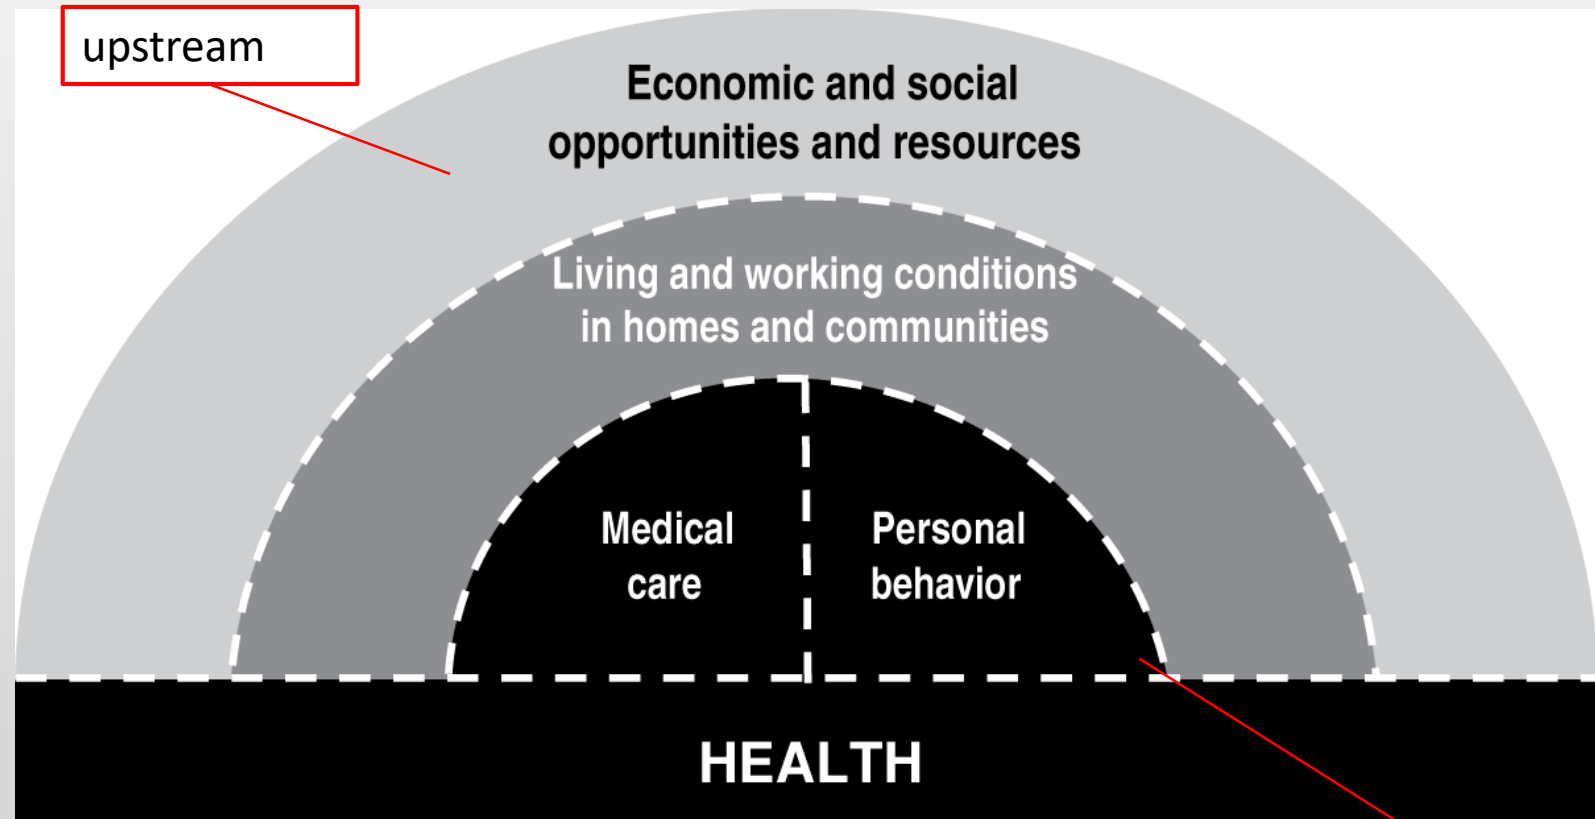 upstream
Economic and social
opportunities and resources
Living and working conditions
in homes and communities
Medical
care
Personal
behavior
HEALTH